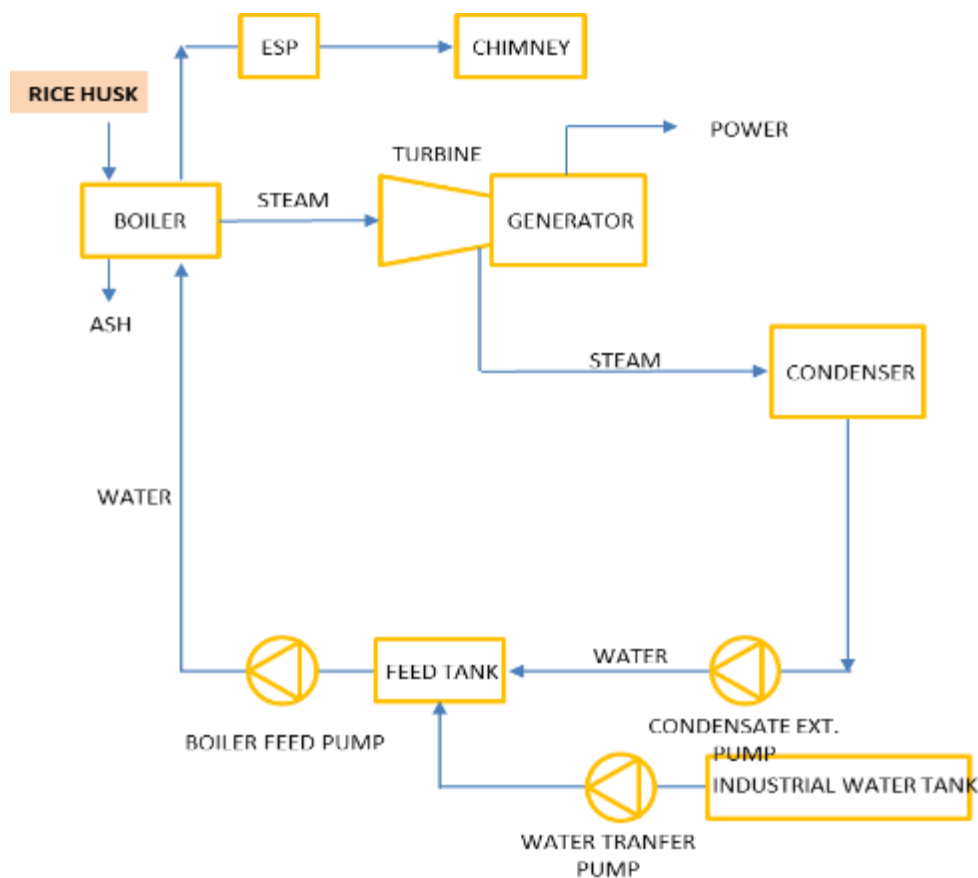 ESP
CHIMNEY
RICE HUSK
POWER
TURBINE
STEAM
BOILER
GENERATOR
ASH
STEAM
CONDENSER
WATER
WATER
FEED TANK
CONDENSATE EXT.
PUMP
BOILER FEED PUMP
INDUSTRIAL WATER TANK
WATER TRANFER
PUMP